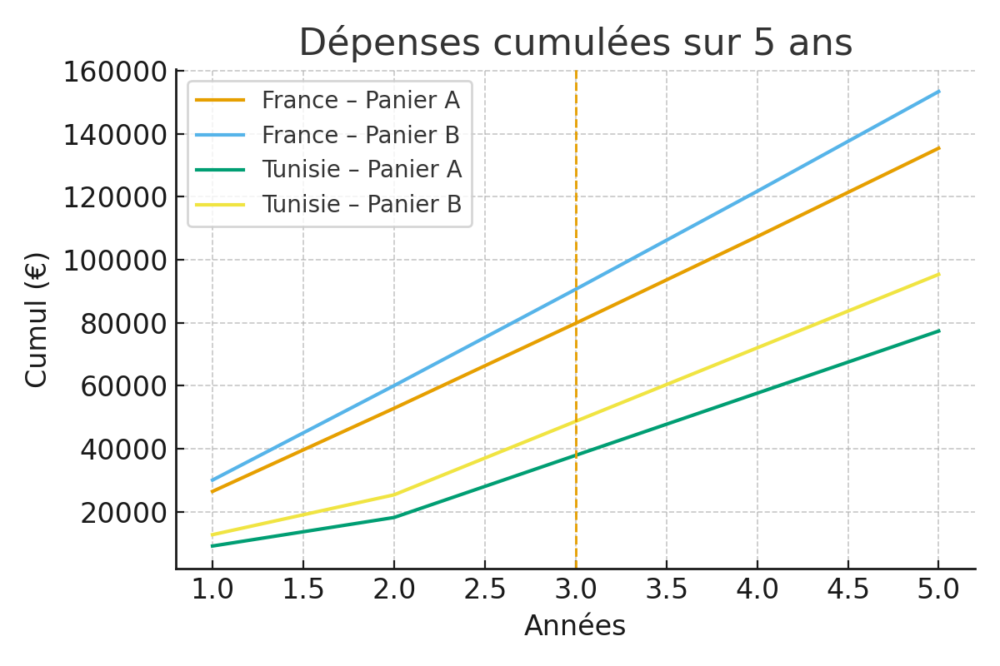 Dépenses cumulées sur 5 ans
160000
140000
120000
100000
80000
60000
40000
20000
Cumul (€)
France – Panier A
France – Panier B
Tunisie – Panier A
Tunisie – Panier B
1.0 1.5 2.0 2.5 3.0 3.5 4.0 4.5 5.0
Années